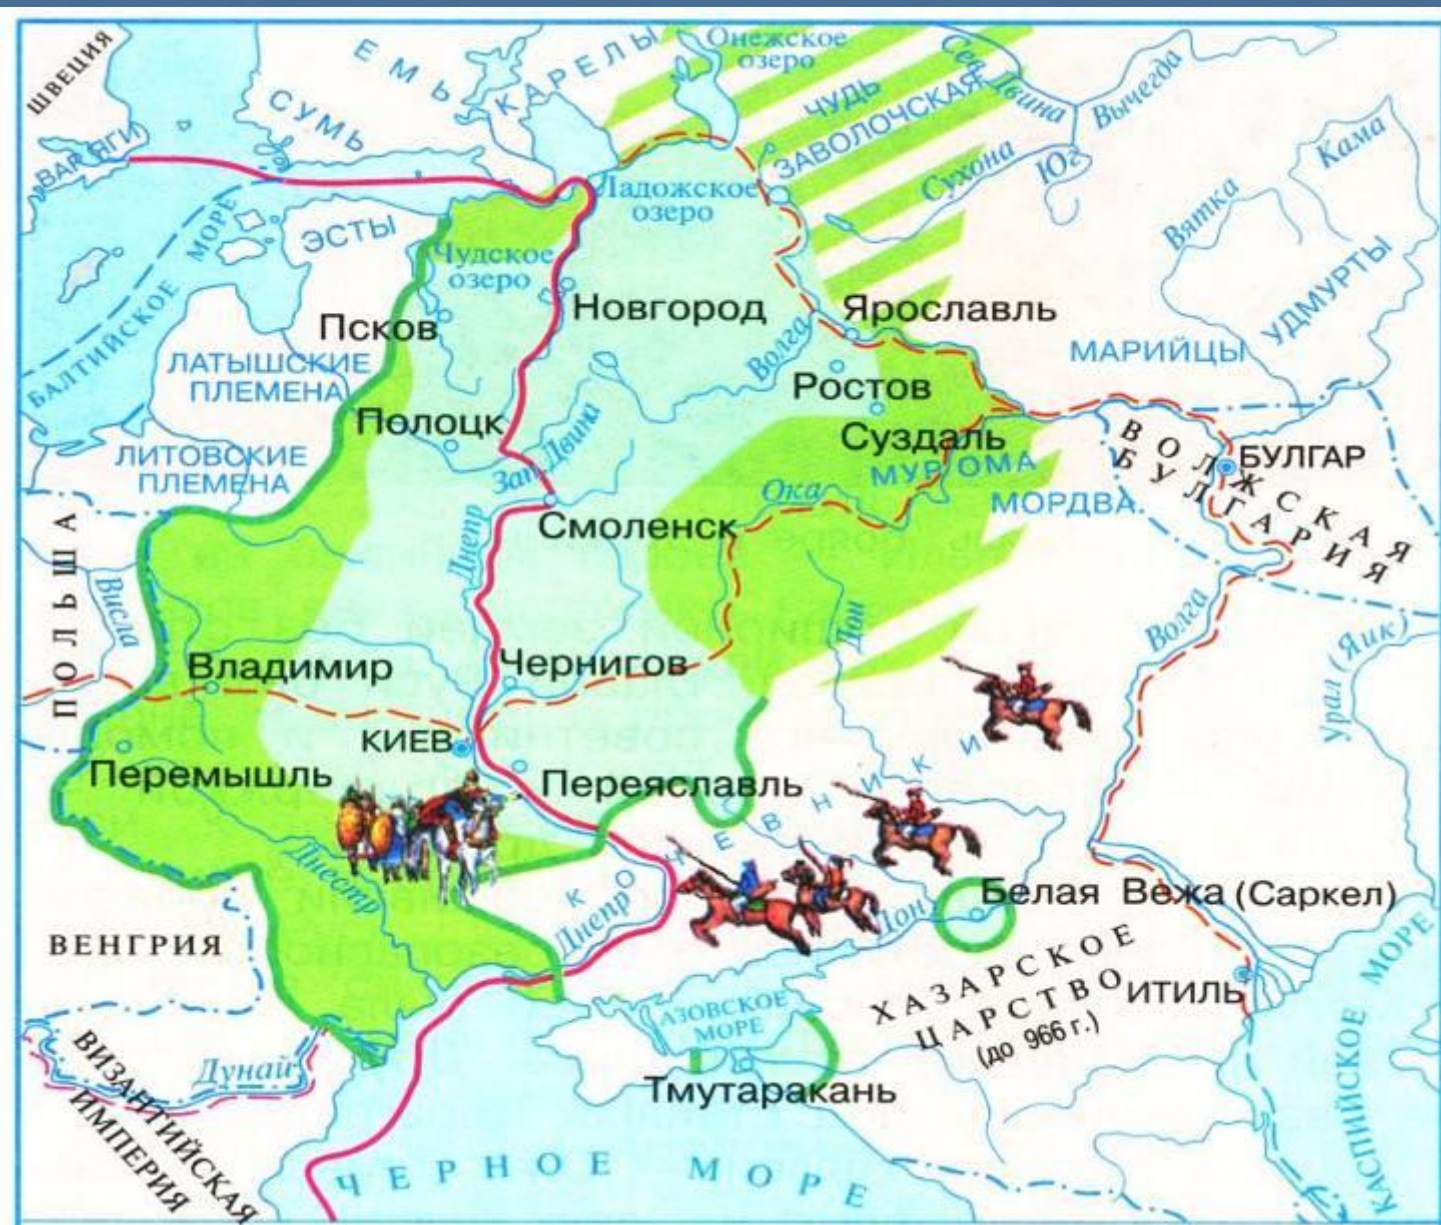 ШВЕЦИЯ
ЕМЬ
КАРЕЛЫ
Онежское
озеро
СУМЬ
ЧУДЬ
ЗАВОЛОЧСКАЯ
Сев. Двина
Вычегда
Кама
ВАРЯГИ
Сухона
Юг
Ладожское
озеро
Вятка
УДМУРТЫ
БАЛТИЙСКОЕ МОРЕ
ЭСТЫ
Чудское
озеро
Псков
Новгород
Волга
Ярославль
МАРИЙЦЫ
ЛАТЫШСКИЕ
ПЛЕМЕНА
Ростов
Полоцк
Суздаль
ЛИТОВСКИЕ
ПЛЕМЕНА
Зап. Двина
МУРОМА
Ока
МОРДВА
БУЛГАР
ВОЛЖСКАЯ
БУЛГАРИЯ
Смоленск
Днепр
ПОЛЬША
Висла
Дон
Волга
Урал (Яик)
Владимир
Чернигов
КИЕВ
Перемышль
Переяславль
КОЧЕВНИКИ
Днестр
Днепр
Дон
Белая Вежа (Саркел)
ВЕНГРИЯ
ХАЗАРСКОЕ
ЦАРСТВО
(до 966 г.)
ИТИЛЬ
АЗОВСКОЕ
МОРЕ
Тмутаракань
Дунай
ВИЗАНТИЙСКАЯ
ИМПЕРИЯ
ЧЕРНОЕ МОРЕ
КАСПИЙСКОЕ МОРЕ